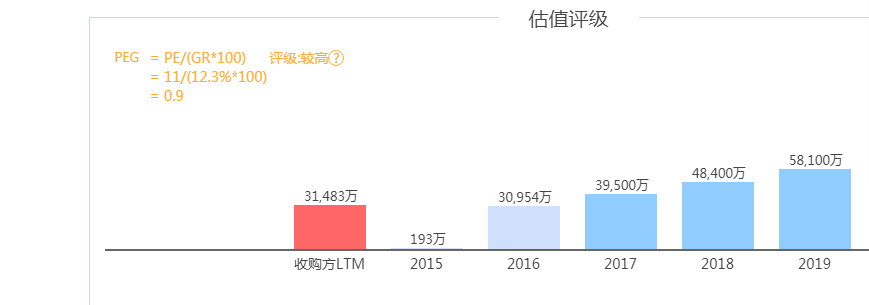 估值评级
PEG = PE/(GR*100) 评级:较高?
= 11/(12.3%*100)
= 0.9
58,100万
48,400万
39,500万
31,483万
30,954万
193万
收购方LTM 2015 2016 2017 2018 2019